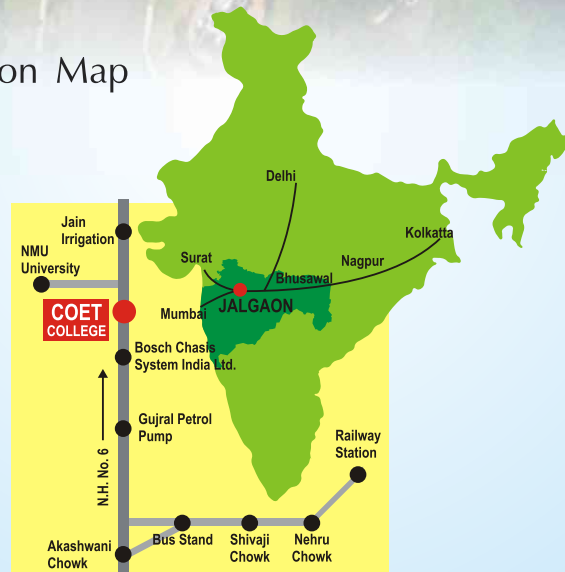 on Map
Delhi
Jain
Irrigation
NMU
University
Kolkatta
Surat
Nagpur
Bhusawal
JALGAON
Mumbai
COET
COLLEGE
Bosch Chasis
System India Ltd.
Gujral Petrol
Pump
N.H. No. 6
Railway
Station
Bus Stand
Shivaji
Chowk
Nehru
Chowk
Akashwani
Chowk